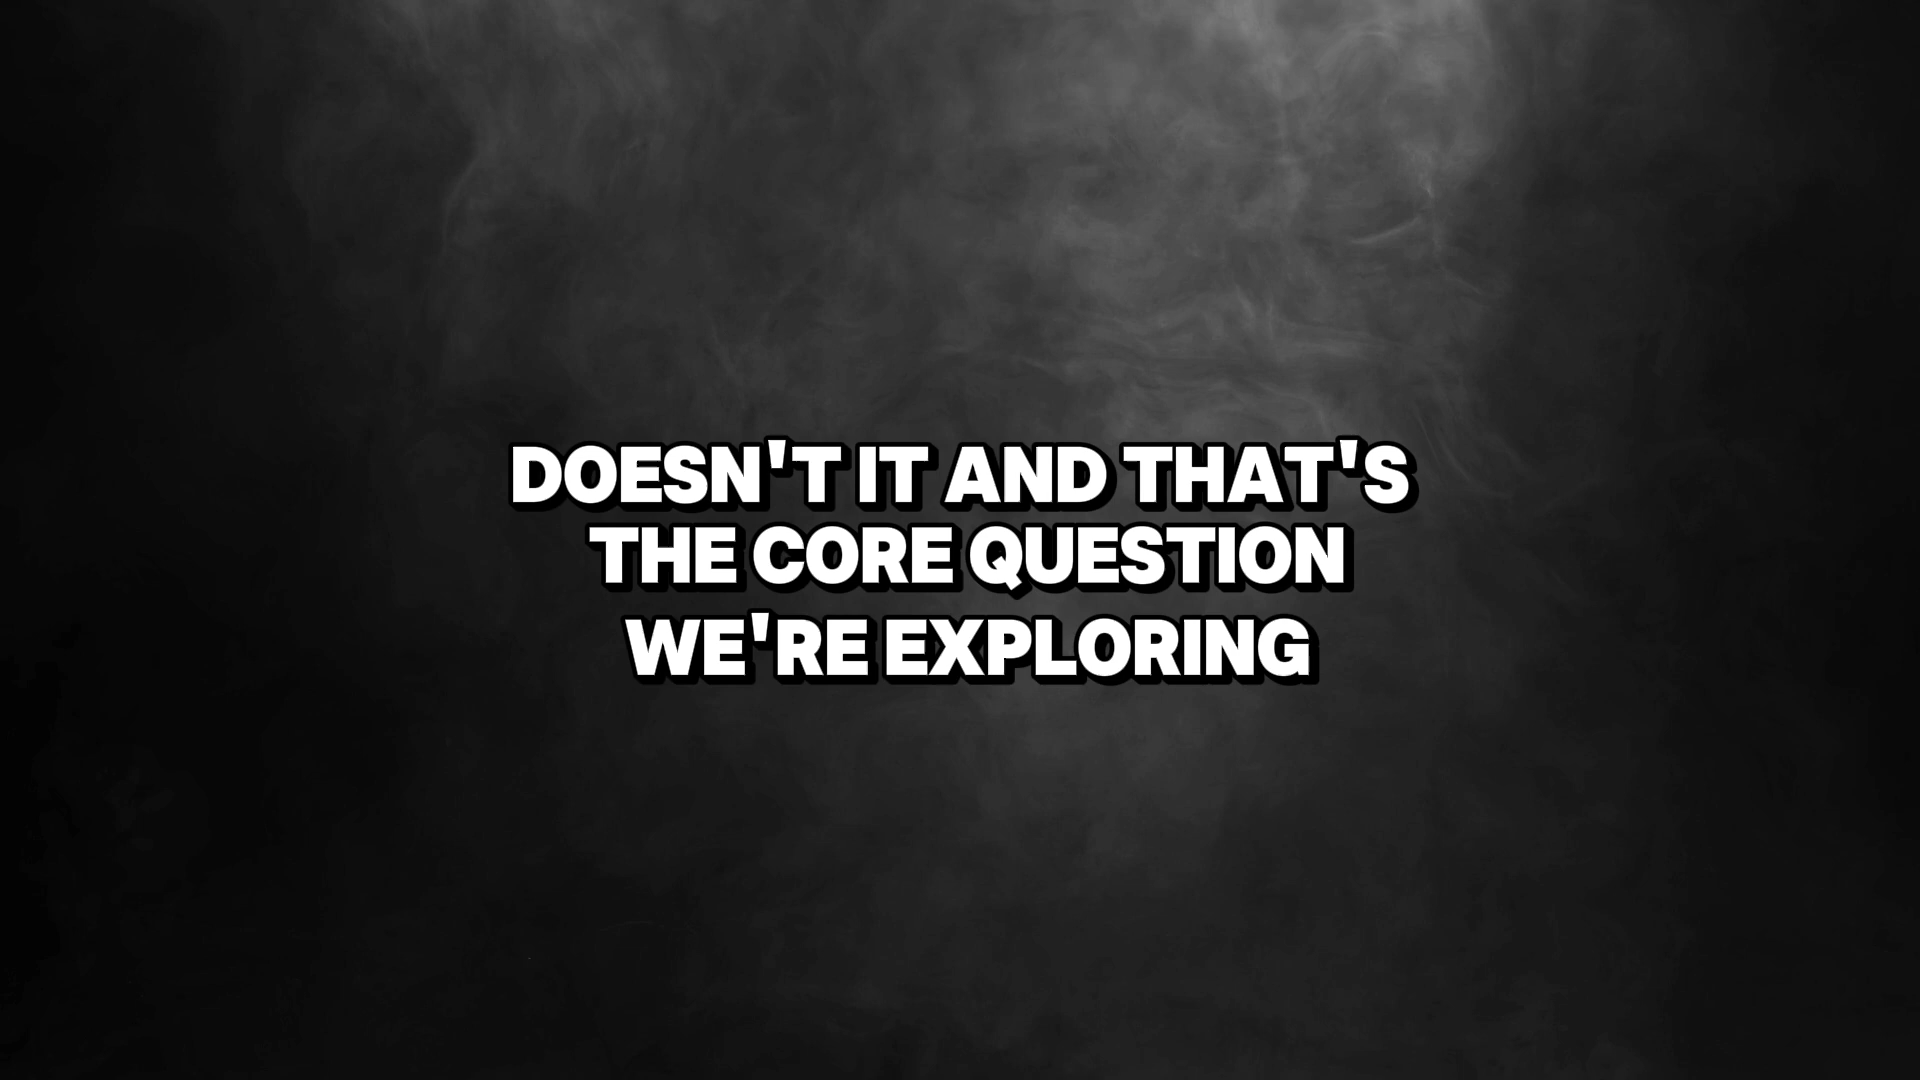 DOESN'T IT AND THAT'S
THE CORE QUESTION
WE'RE EXPLORING